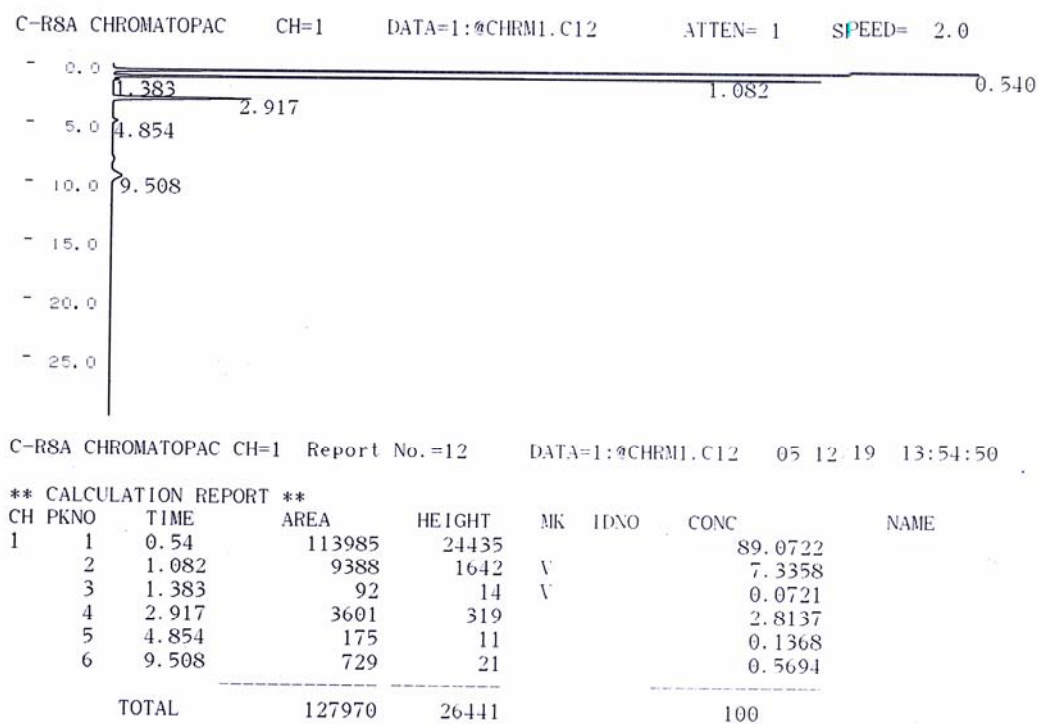 C-R8A CHROMATOPAC CH=1 DATA=1:@CHRM1.C12 ATTEN= 1 SPEED= 2.0
- 0.0
0.540
1.383 1.082
2.917
- 5.0 4.854
- 10.0 9.508
- 15.0
- 20.0
- 25.0
C-R8A CHROMATOPAC CH=1 Report No.=12 DATA=1:@CHRM1.C12 05 12 19 13:54:50
** CALCULATION REPORT **
CH PKNO TIME AREA HEIGHT MK IDNO CONC NAME
1 1 0.54 113985 24435 89.0722
2 1.082 9388 1642 V 7.3358
3 1.383 92 14 V 0.0721
4 2.917 3601 319 2.8137
5 4.854 175 11 0.1368
6 9.508 729 21 0.5694
TOTAL 127970 26441 100